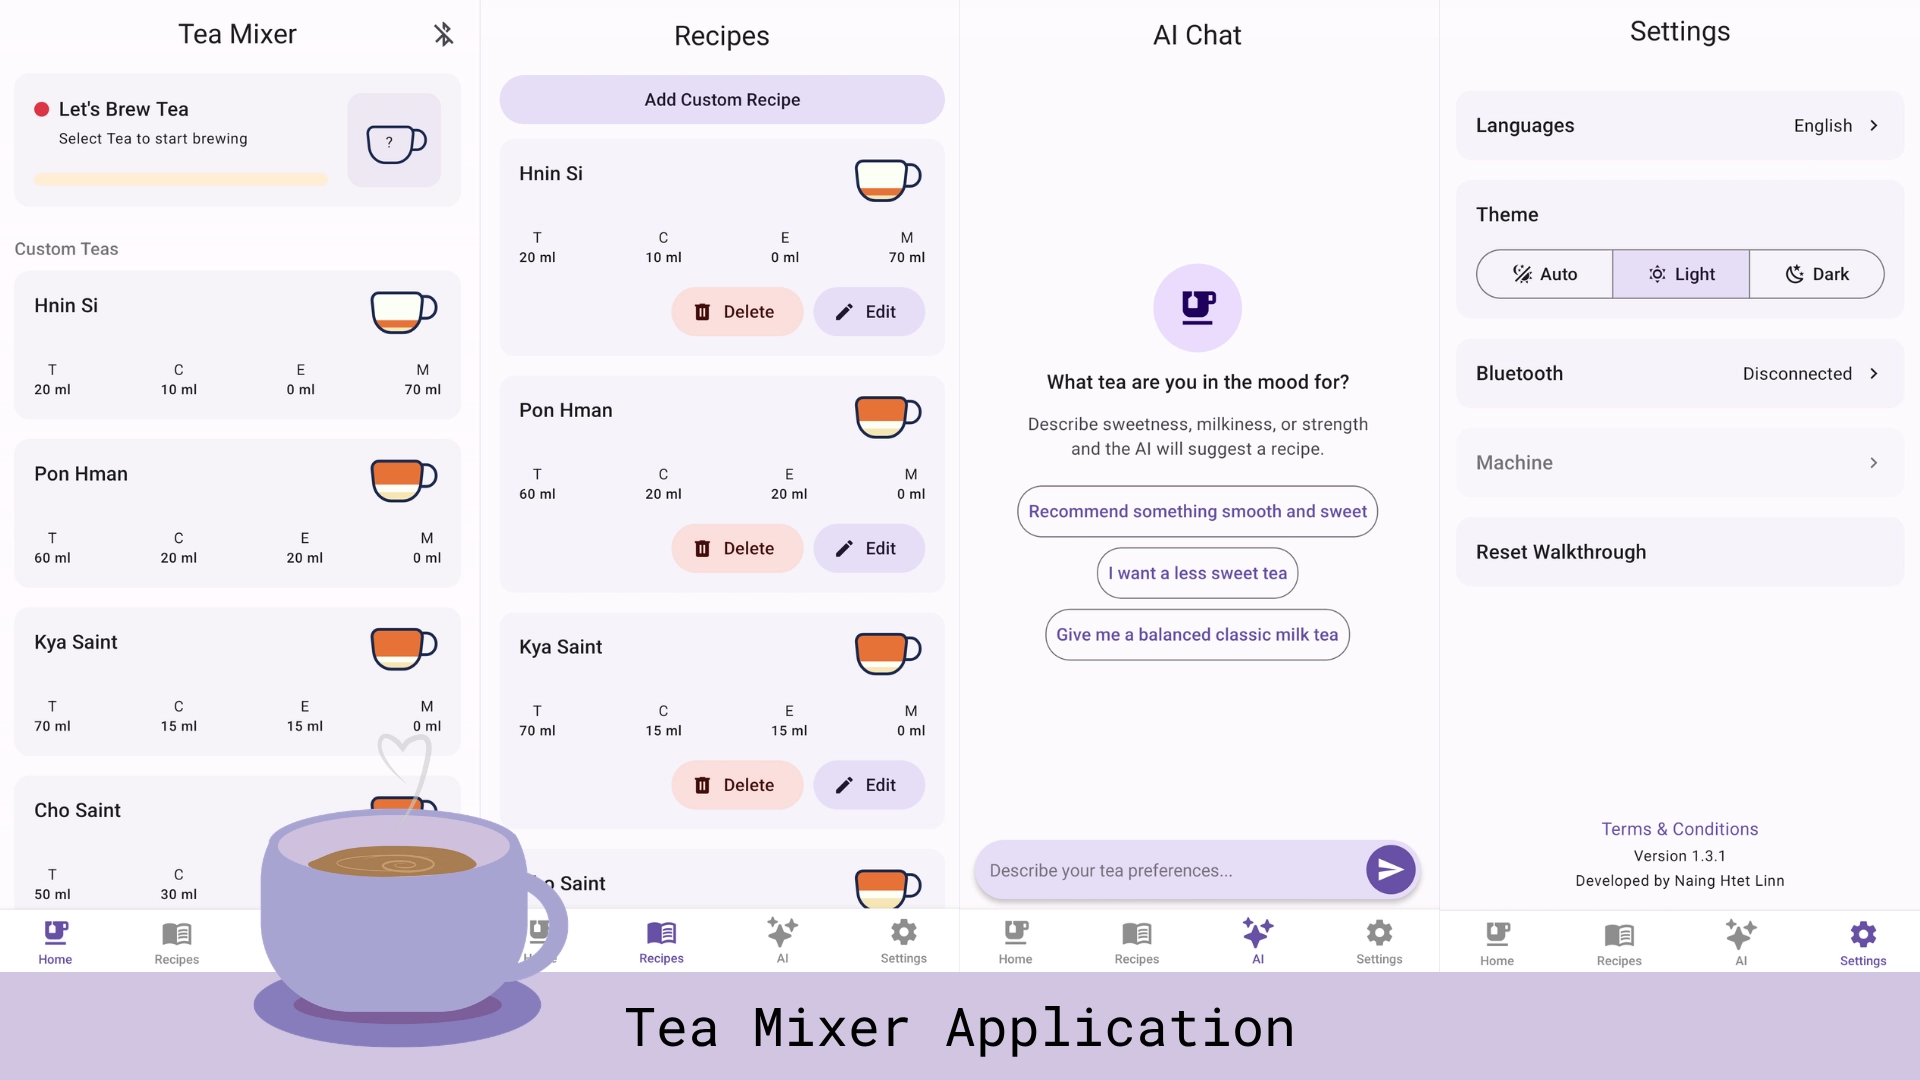 Tea Mixer
Let's Brew Tea
Select Tea to start brewing
?
Custom Teas
Hnin Si
T C E M
20 ml 10 ml 0 ml 70 ml
Pon Hman
T C E M
60 ml 20 ml 20 ml 0 ml
Kya Saint
T C E M
70 ml 15 ml 15 ml 0 ml
Cho Saint
T C
50 ml 30 ml
Home Recipes
Recipes
Add Custom Recipe
Hnin Si
T C E M
20 ml 10 ml 0 ml 70 ml
Delete Edit
Pon Hman
T C E M
60 ml 20 ml 20 ml 0 ml
Delete Edit
Kya Saint
T C E M
70 ml 15 ml 15 ml 0 ml
Delete Edit
Saint
Recipes AI Settings
AI Chat
What tea are you in the mood for?
Describe sweetness, milkiness, or strength
and the AI will suggest a recipe.
Recommend something smooth and sweet
I want a less sweet tea
Give me a balanced classic milk tea
Describe your tea preferences...
Home Recipes AI Settings
Settings
Languages English
Theme
Auto Light Dark
Bluetooth Disconnected
Machine
Reset Walkthrough
Terms & Conditions
Version 1.3.1
Developed by Naing Htet Linn
Home Recipes AI Settings
Tea Mixer Application